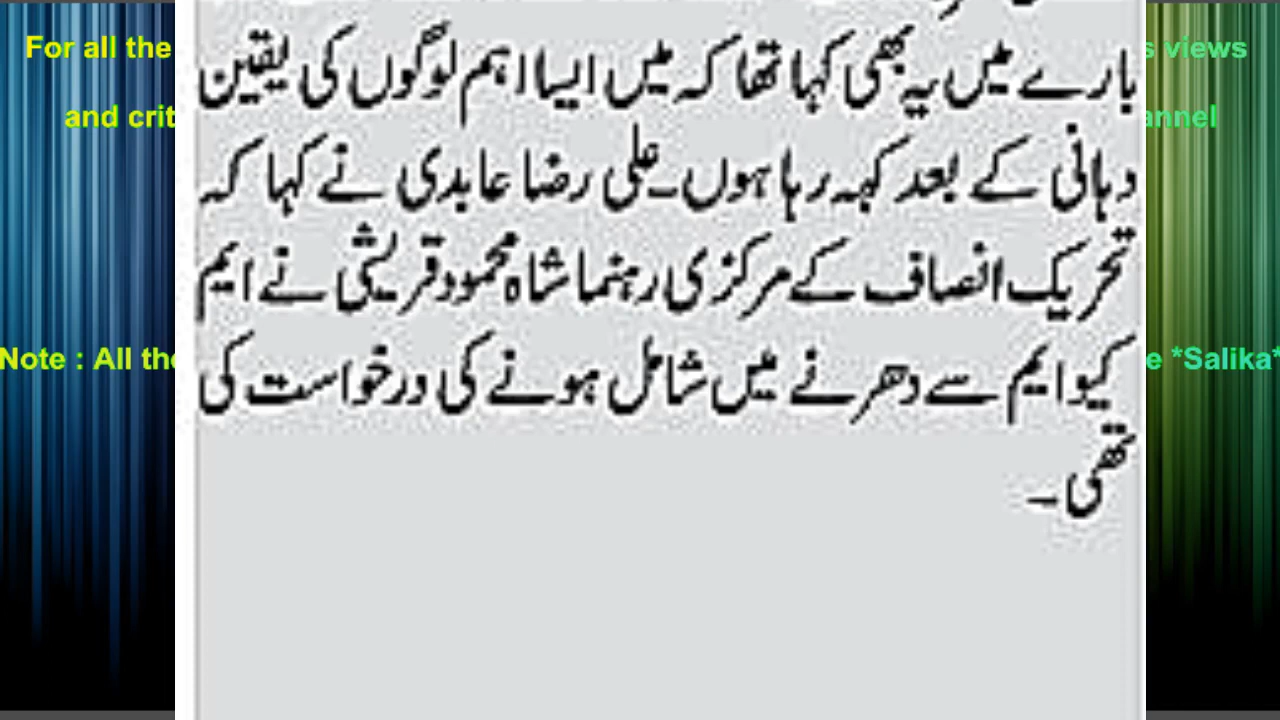 For all the
s views
and crit
annel
Note : All the
e *Salika*
بارے میں یہ بھی کہا تھا کہ میں ایسا اہم لوگوں کی یقین
دہانی کے بعد کہہ رہا ہوں۔ علی رضا عابدی نے کہا کہ
تحریک انصاف کے مرکزی رہنما شاہ محمود قریشی نے ایم
کیو ایم سے دھرنے میں شامل ہونے کی درخواست کی
تھی۔